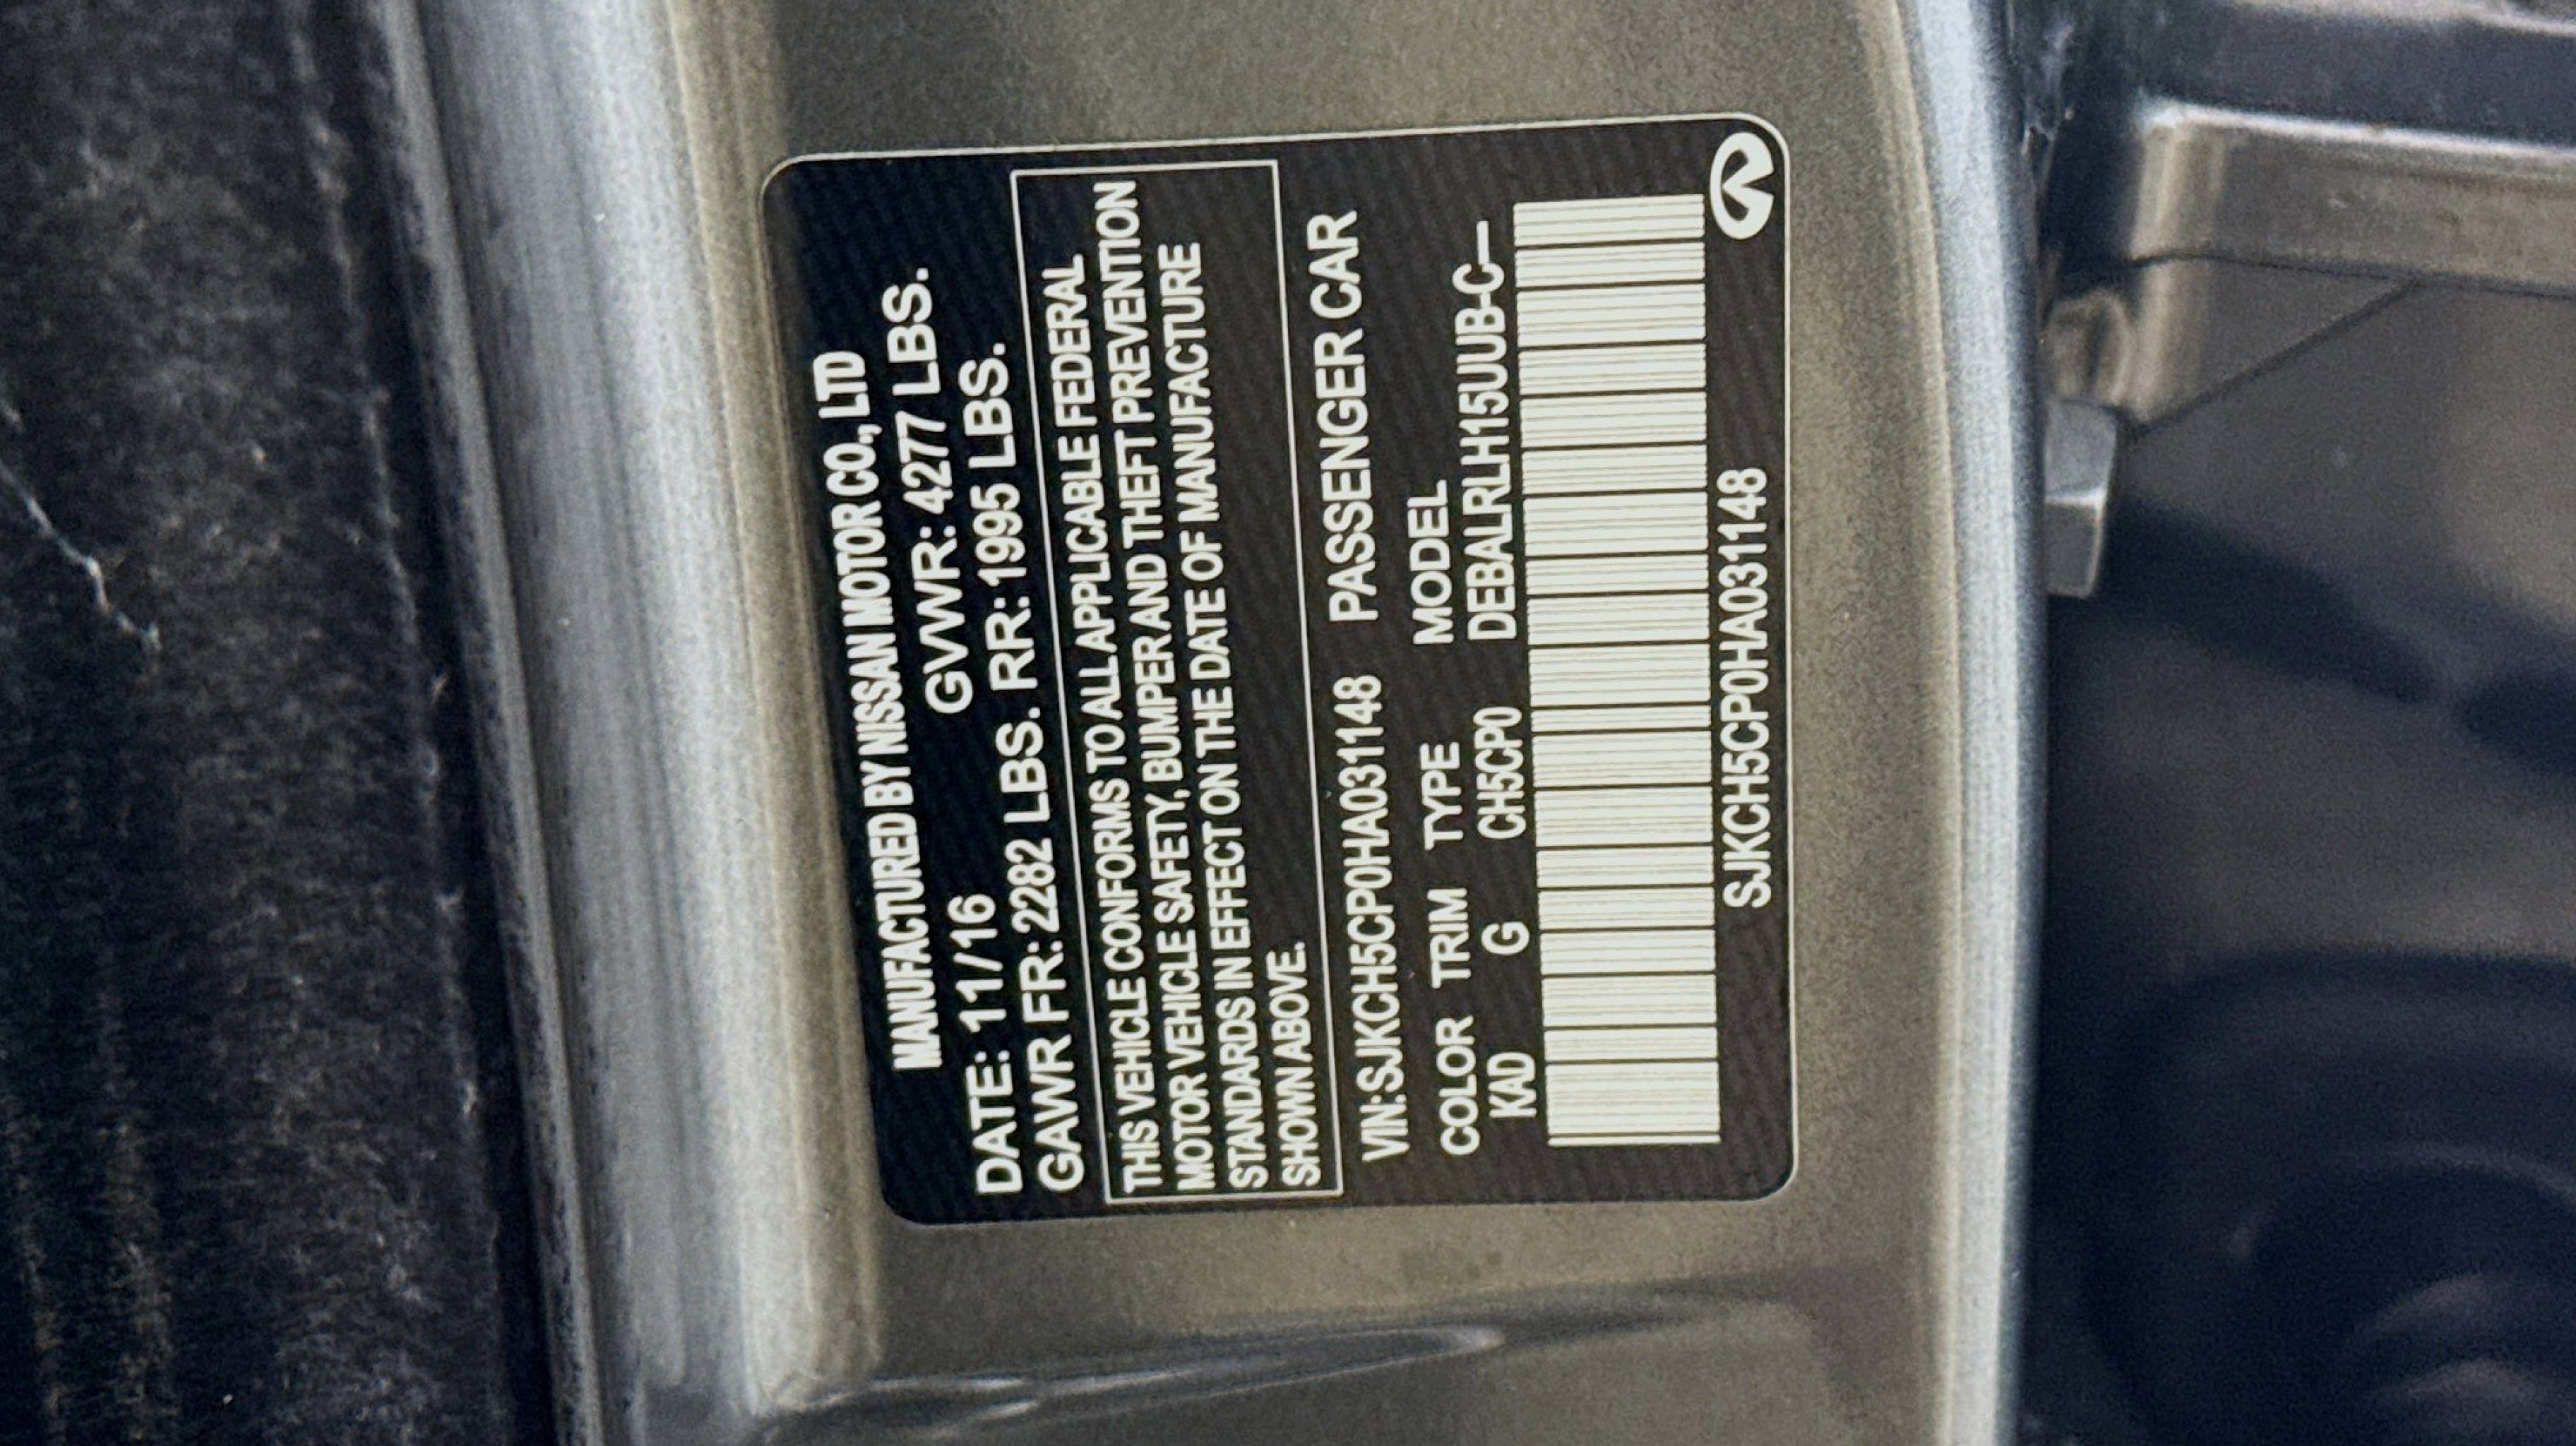 MANUFACTURED BY NISSAN MOTOR CO., LTD
DATE: 11/16 GVWR: 4277 LBS.
GAWR FR: 2282 LBS. RR: 1995 LBS.
THIS VEHICLE CONFORMS TO ALL APPLICABLE FEDERAL
MOTOR VEHICLE SAFETY, BUMPER AND THEFT PREVENTION
STANDARDS IN EFFECT ON THE DATE OF MANUFACTURE
SHOWN ABOVE.
VIN:SJKCH5CP0HA031148 PASSENGER CAR
COLOR TRIM TYPE MODEL
KAD G CH5CP0 DEBALRLH15UUB-C—
SJKCH5CP0HA031148